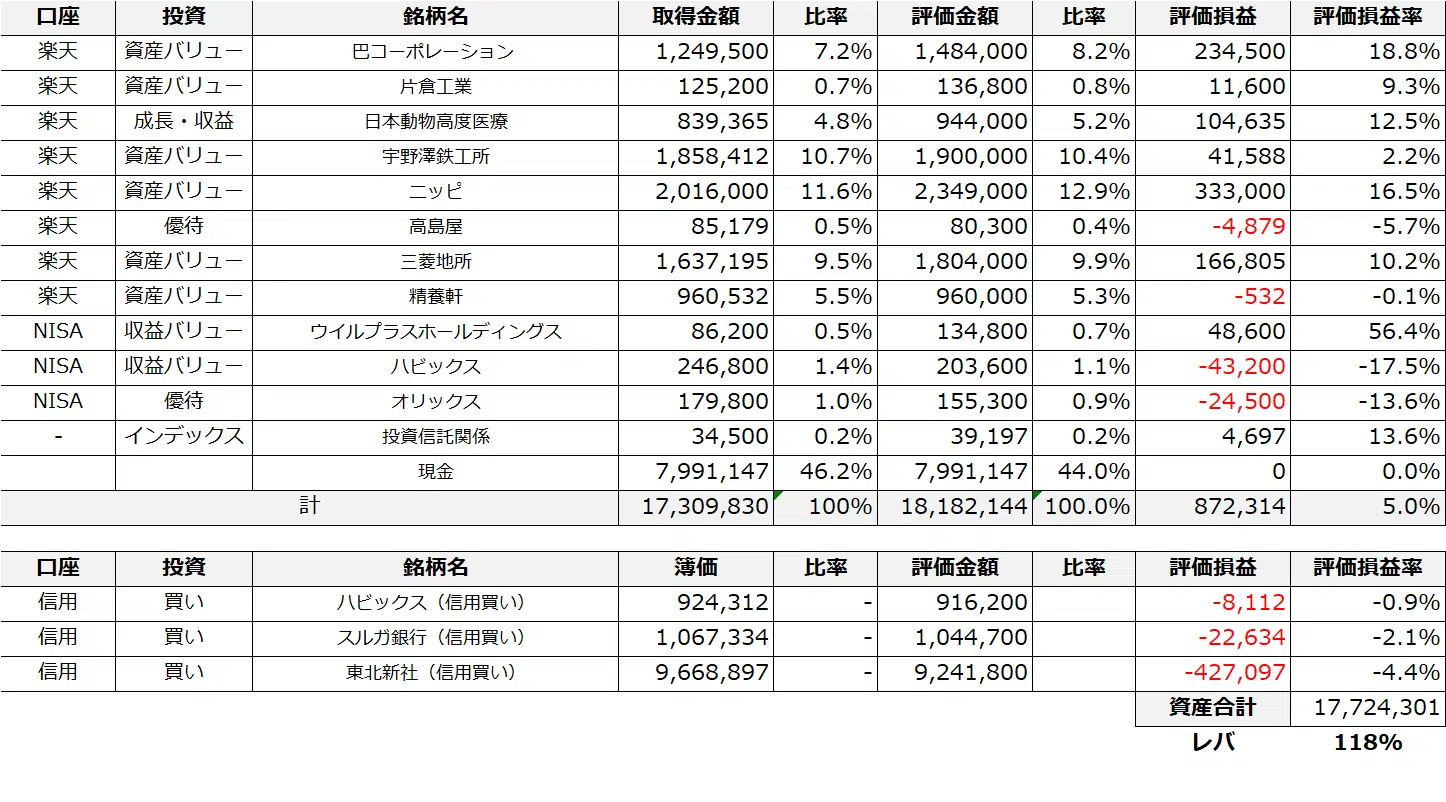 口座 投資 銘柄名 取得金額 比率 評価金額 比率 評価損益 評価損益率
楽天 資産バリュー 巴コーポレーション 1,249,500 7.2% 1,484,000 8.2% 234,500 18.8%
楽天 資産バリュー 片倉工業 125,200 0.7% 136,800 0.8% 11,600 9.3%
楽天 成長・収益 日本動物高度医療 839,365 4.8% 944,000 5.2% 104,635 12.5%
楽天 資産バリュー 宇野澤鉄工所 1,858,412 10.7% 1,900,000 10.4% 41,588 2.2%
楽天 資産バリュー ニッピ 2,016,000 11.6% 2,349,000 12.9% 333,000 16.5%
楽天 優待 高島屋 85,179 0.5% 80,300 0.4% -4,879 -5.7%
楽天 資産バリュー 三菱地所 1,637,195 9.5% 1,804,000 9.9% 166,805 10.2%
楽天 資産バリュー 精養軒 960,532 5.5% 960,000 5.3% -532 -0.1%
NISA 収益バリュー ウイルプラスホールディングス 86,200 0.5% 134,800 0.7% 48,600 56.4%
NISA 収益バリュー ハビックス 246,800 1.4% 203,600 1.1% -43,200 -17.5%
NISA 優待 オリックス 179,800 1.0% 155,300 0.9% -24,500 -13.6%
- インデックス 投資信託関係 34,500 0.2% 39,197 0.2% 4,697 13.6%
現金 7,991,147 46.2% 7,991,147 44.0% 0 0.0%
計 17,309,830 100% 18,182,144 100.0% 872,314 5.0%
口座 投資 銘柄名 簿価 比率 評価金額 比率 評価損益 評価損益率
信用 買い ハビックス（信用買い） 924,312 - 916,200 -8,112 -0.9%
信用 買い スルガ銀行（信用買い） 1,067,334 - 1,044,700 -22,634 -2.1%
信用 買い 東北新社（信用買い） 9,668,897 - 9,241,800 -427,097 -4.4%
資産合計 17,724,301
レバ 118%